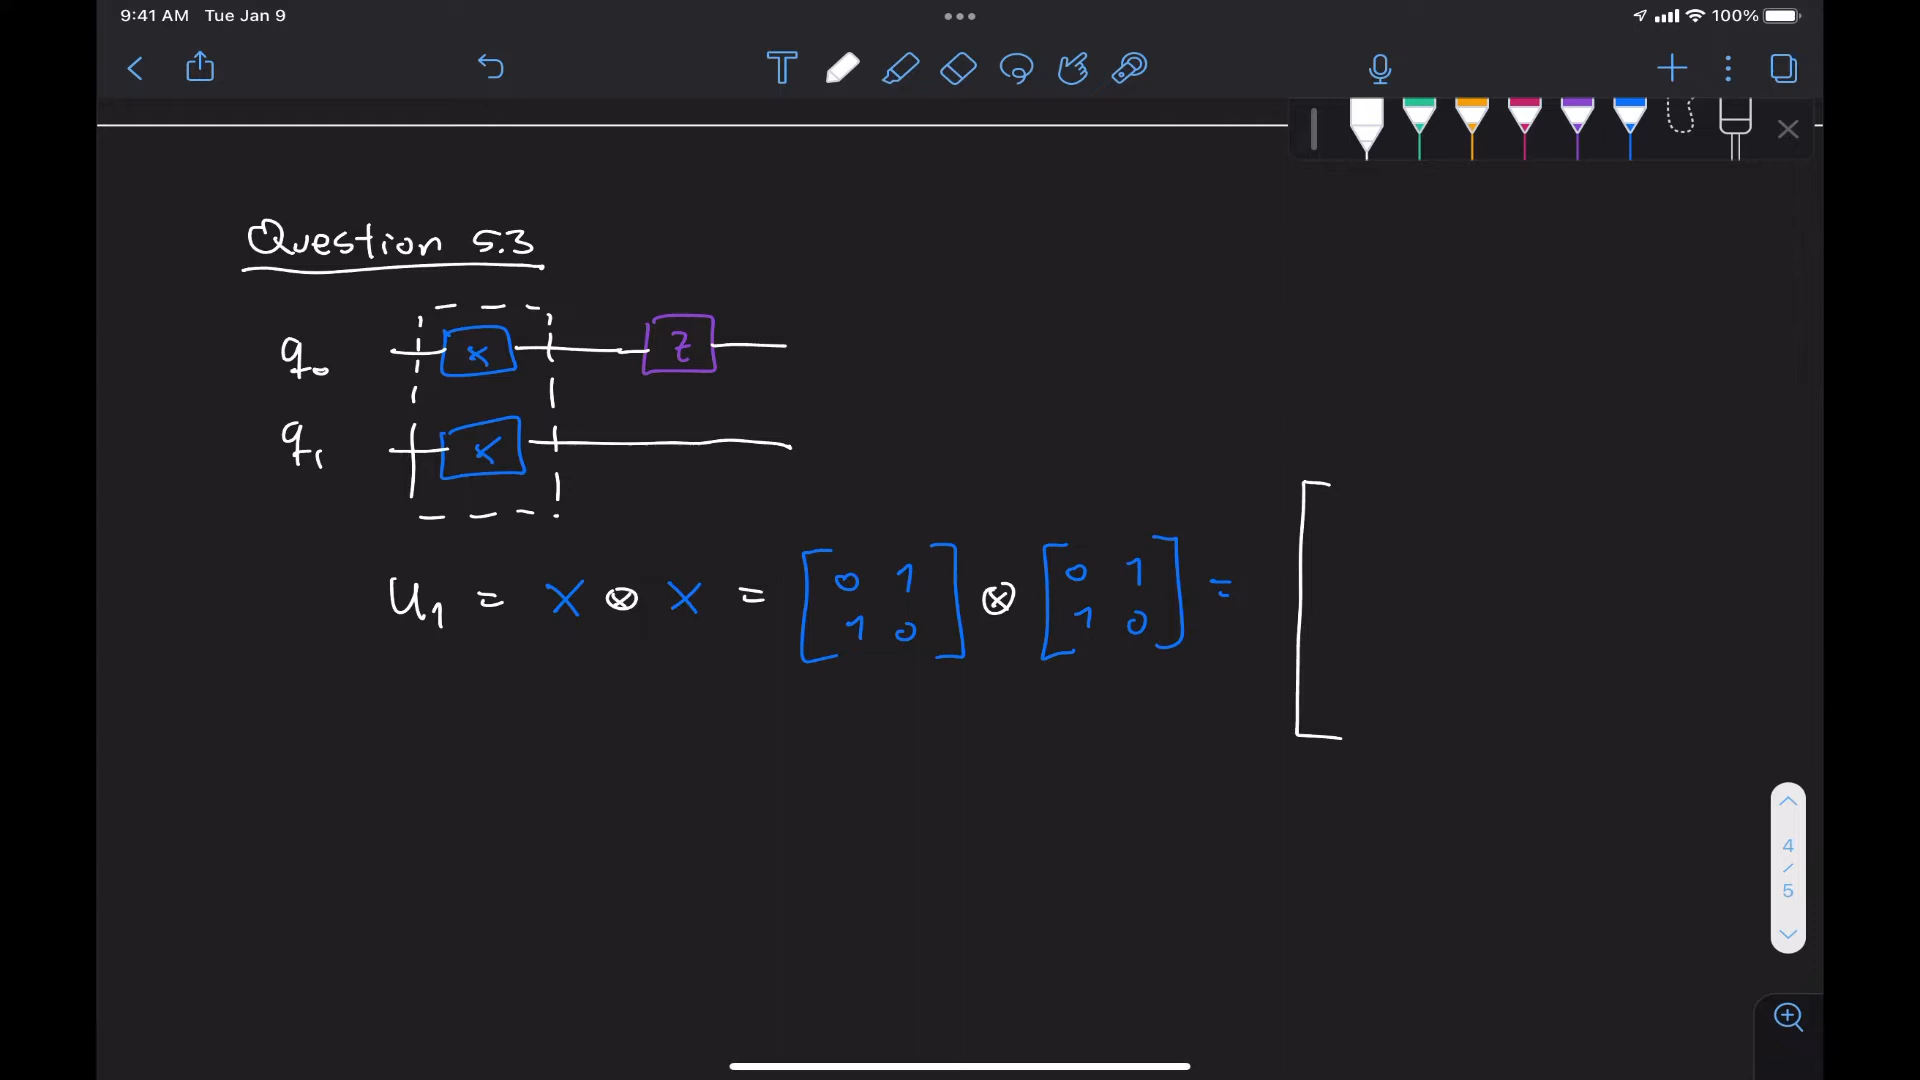 9:41 AM Tue Jan 9 100%
T
Question 5.3
q₀ X Z
q₁ X
U₁ = X ⊗ X = [0 1 ⊗ [0 1 = [
1 0] 1 0]
4
/
5